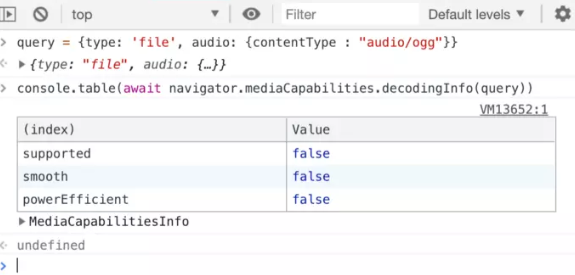 top Filter Default levels
query = {type: 'file', audio: {contentType : "audio/ogg"}}
{type: "file", audio: {…}}
console.table(await navigator.mediaCapabilities.decodingInfo(query))
VM13652:1
(index) Value
supported false
smooth false
powerEfficient false
MediaCapabilitiesInfo
undefined